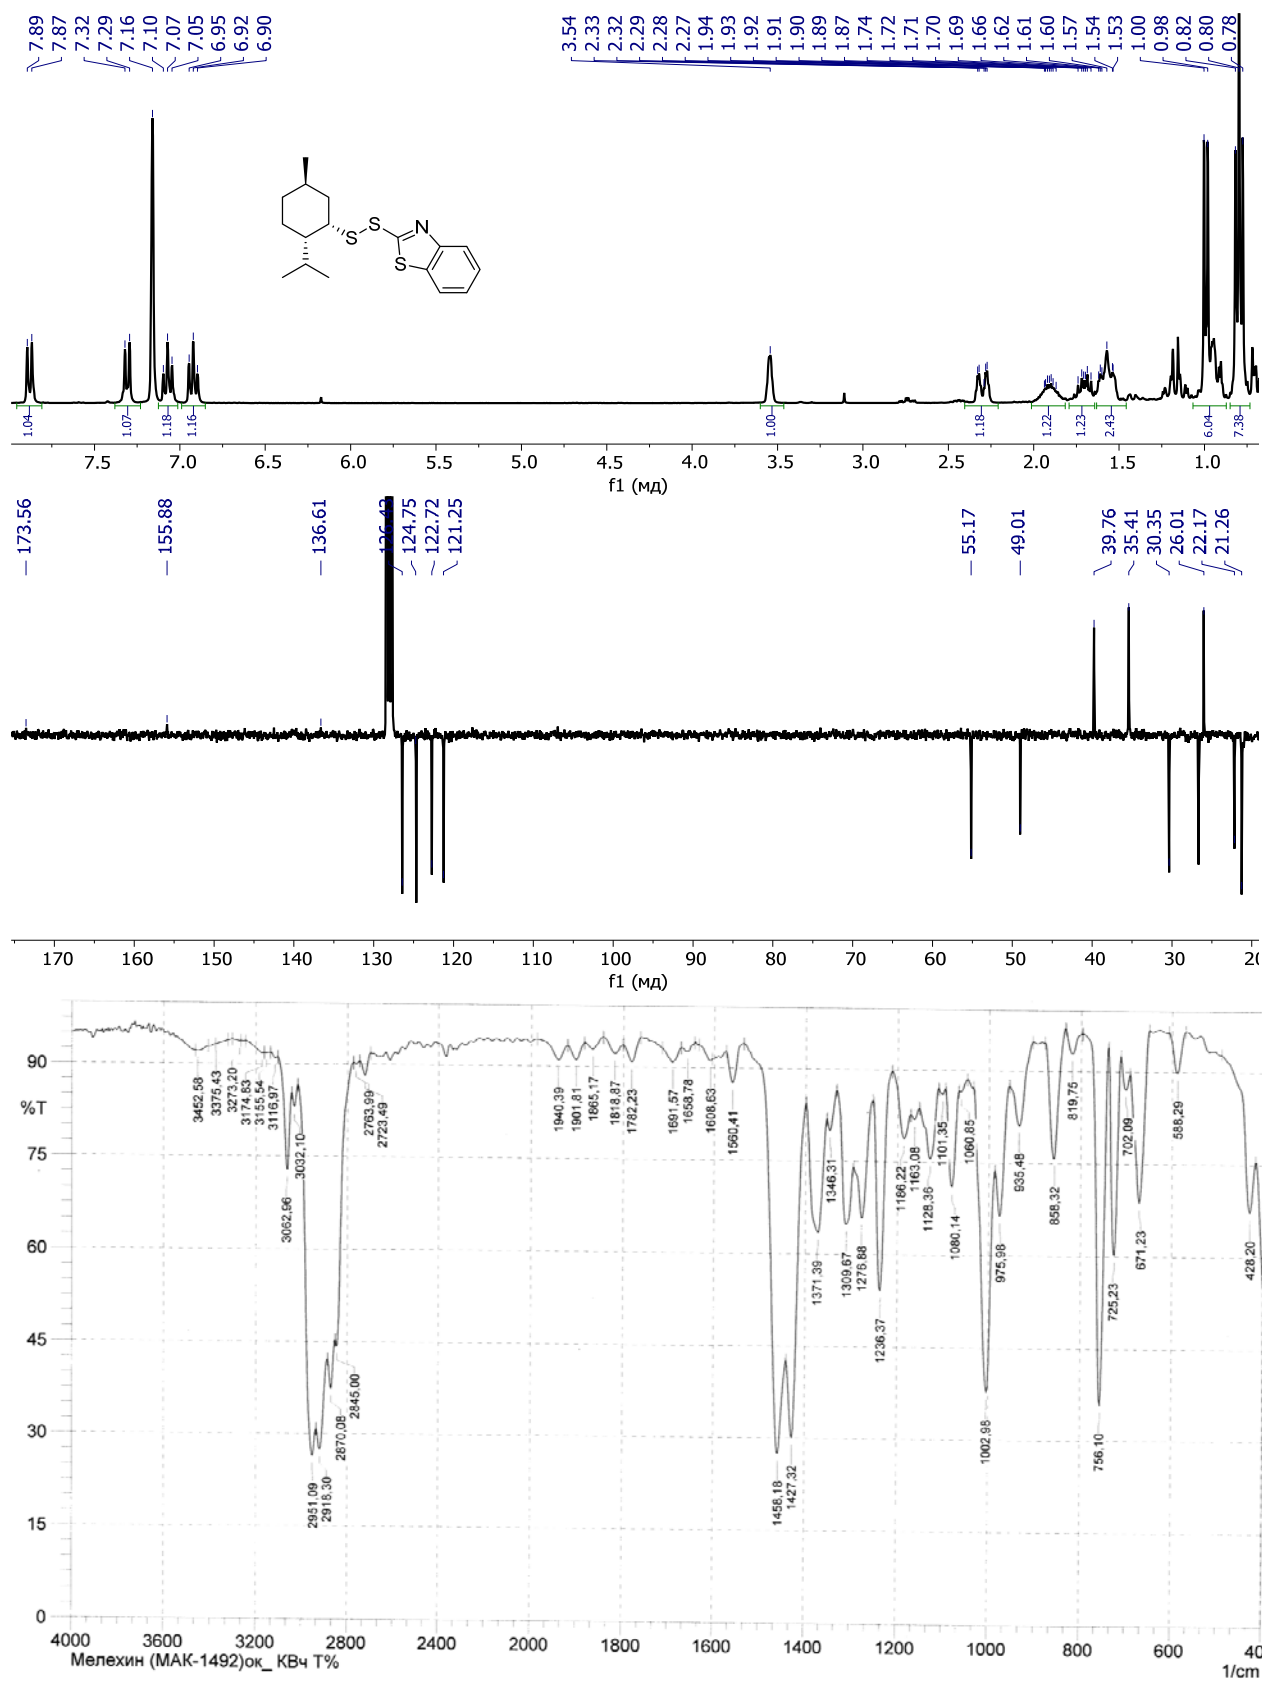 7.89 7.87 7.32 7.29 7.16 7.10 7.07 7.05 6.95 6.92 6.90 3.54 2.33 2.32 2.29 2.28 2.27 1.94 1.93 1.92 1.91 1.90 1.89 1.87 1.74 1.72 1.71 1.70 1.69 1.66 1.62 1.61 1.60 1.57 1.54 1.53 1.00 0.98 0.82 0.80 0.78
S S N
S
1.04 1.07 1.18 1.16 1.00 1.18 1.22 1.23 2.43 6.04 7.38
7.5 7.0 6.5 6.0 5.5 5.0 4.5 4.0 3.5 3.0 2.5 2.0 1.5 1.0
f1 (мд)
173.56 155.88 136.61 126.43 124.75 122.72 121.25 55.17 49.01 39.76 35.41 30.35 26.01 22.17 21.26
170 160 150 140 130 120 110 100 90 80 70 60 50 40 30 20
f1 (мд)
90
%T
75
60
45
30
15
0
3452.58 3375.43 3273.20 3174.83 3155.54 3116.97 3062.96 3032.10 2951.09 2918.30 2870.08 2845.00 2763.99 2723.49 1940.39 1901.81 1865.17 1818.87 1782.23 1691.57 1658.78 1608.63 1560.41 1458.18 1427.32 1371.39 1346.31 1309.67 1276.88 1236.37 1186.22 1163.08 1128.36 1101.35 1080.14 1060.85 1002.98 975.98 935.48 858.32 819.75 756.10 725.23 702.09 671.23 588.29 428.20
4000 3600 3200 2800 2400 2000 1800 1600 1400 1200 1000 800 600 40
Мелехин (МАК-1492)ок_ КВч Т%
1/cm